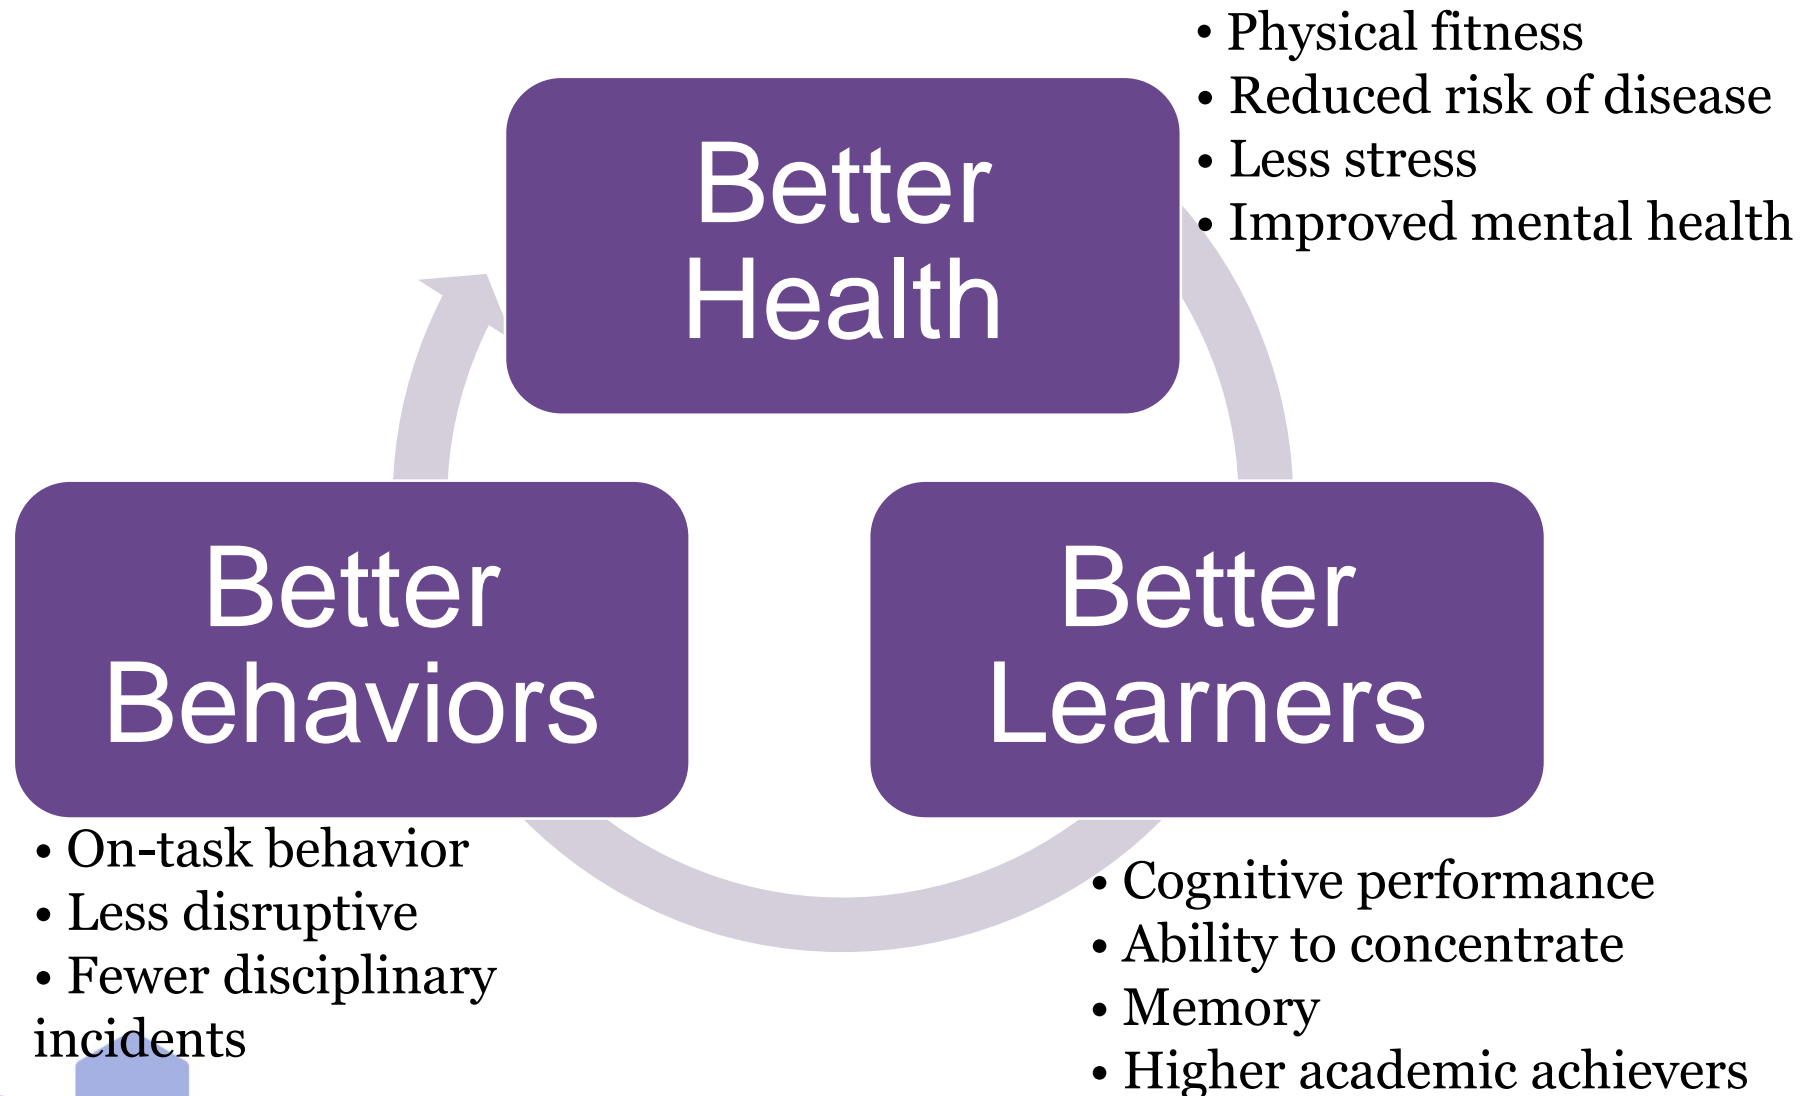 • Physical fitness
• Reduced risk of disease
• Less stress
• Improved mental health
Better
Health
Better
Behaviors
Better
Learners
• On-task behavior
• Less disruptive
• Fewer disciplinary
incidents
• Cognitive performance
• Ability to concentrate
• Memory
• Higher academic achievers